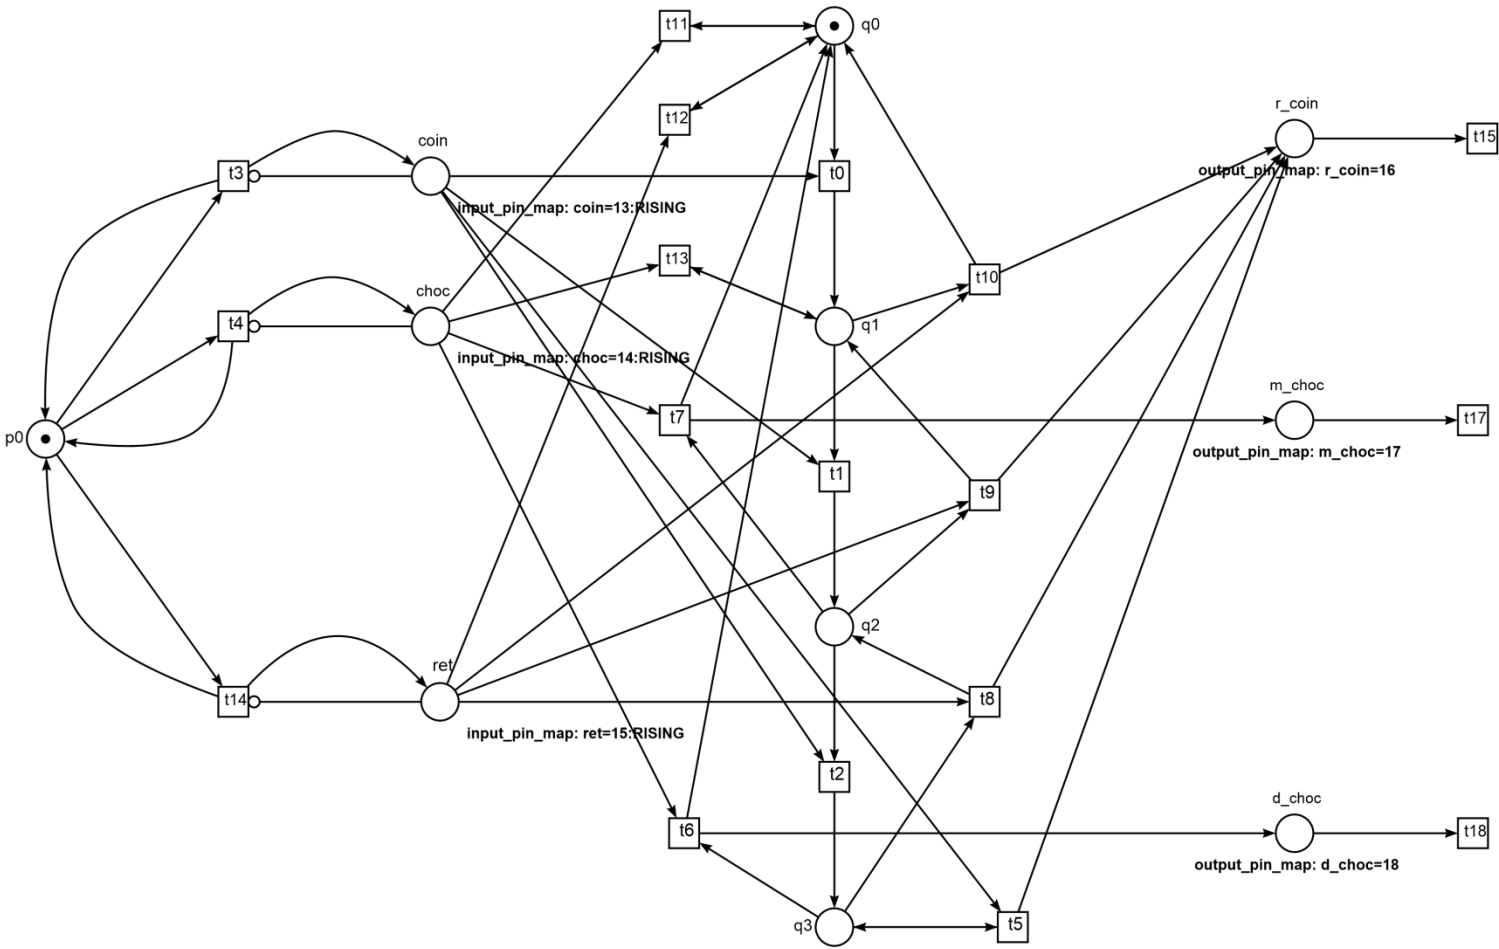 t11
q0
r_coin
t12
coin
t15
t3
t0
output_pin_map: r_coin=16
input_pin_map: coin=13:RISING
t13
t10
choc
t4
q1
input_pin_map: choc=14:RISING
m_choc
t7
t17
p0
output_pin_map: m_choc=17
t1
t9
q2
ret
t14
t8
input_pin_map: ret=15:RISING
t2
d_choc
t6
t18
output_pin_map: d_choc=18
q3
t5